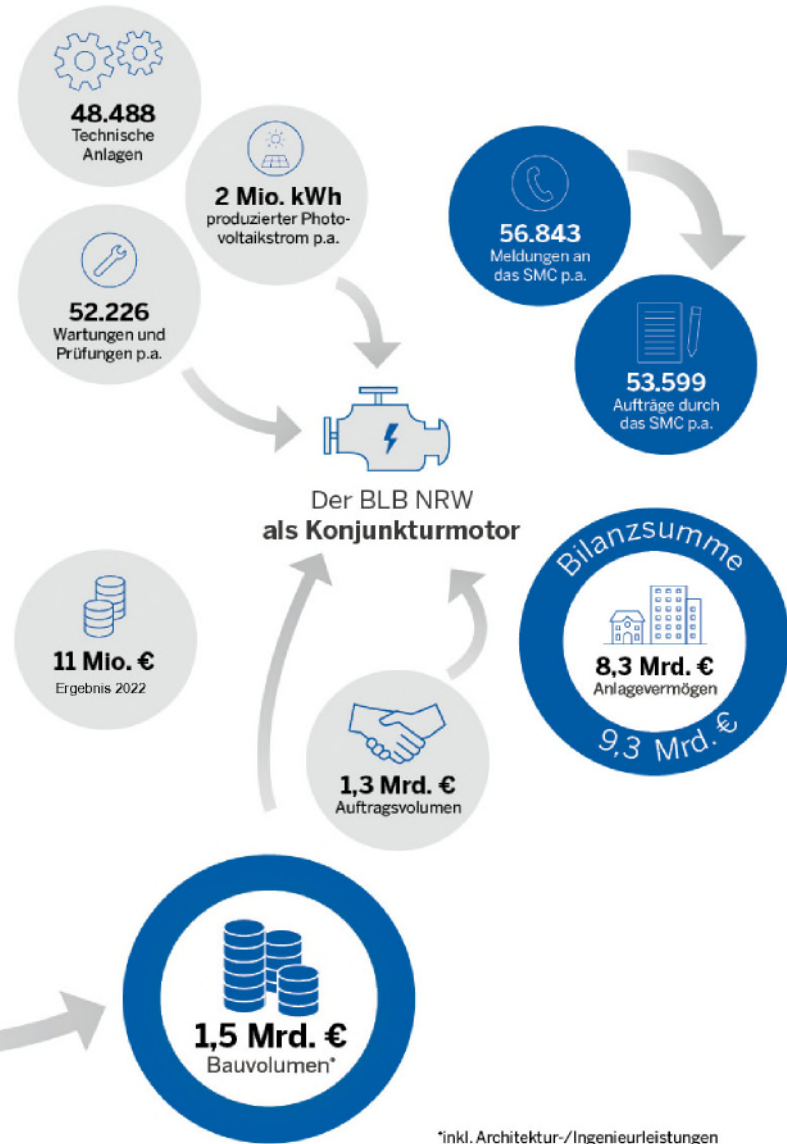 48.488
Technische
Anlagen
2 Mio. kWh
produzierter Photo-
voltaikstrom p.a.
52.226
Wartungen und
Prüfungen p.a.
56.843
Meldungen an
das SMC p.a.
53.599
Aufträge durch
das SMC p.a.
Der BLB NRW
als Konjunkturmotor
11 Mio. €
Ergebnis 2022
Bilanzsumme
8,3 Mrd. €
Anlagevermögen
9,3 Mrd. €
1,3 Mrd. €
Auftragsvolumen
1,5 Mrd. €
Bauvolumen*
*inkl. Architektur-/Ingenieurleistungen